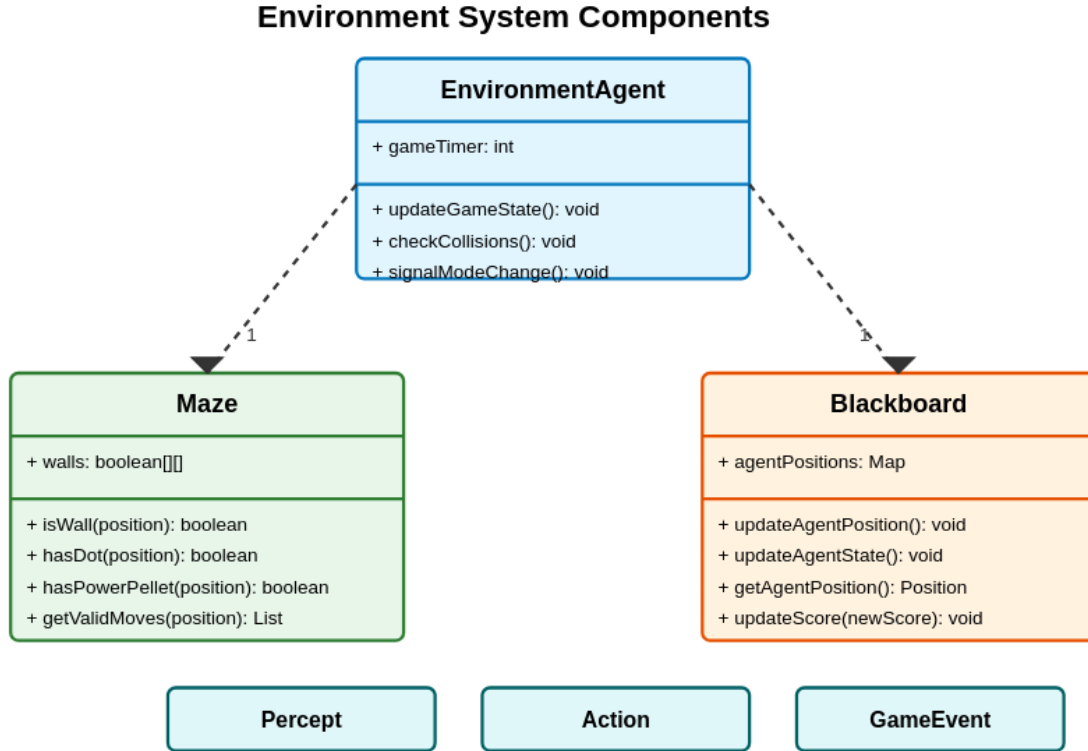 Environment System Components
EnvironmentAgent
+ gameTimer: int
+ updateGameState(): void
+ checkCollisions(): void
+ signalModeChange(): void
1
1
Maze
+ walls: boolean[][]
+ isWall(position): boolean
+ hasDot(position): boolean
+ hasPowerPellet(position): boolean
+ getValidMoves(position): List
Blackboard
+ agentPositions: Map
+ updateAgentPosition(): void
+ updateAgentState(): void
+ getAgentPosition(): Position
+ updateScore(newScore): void
Percept
Action
GameEvent